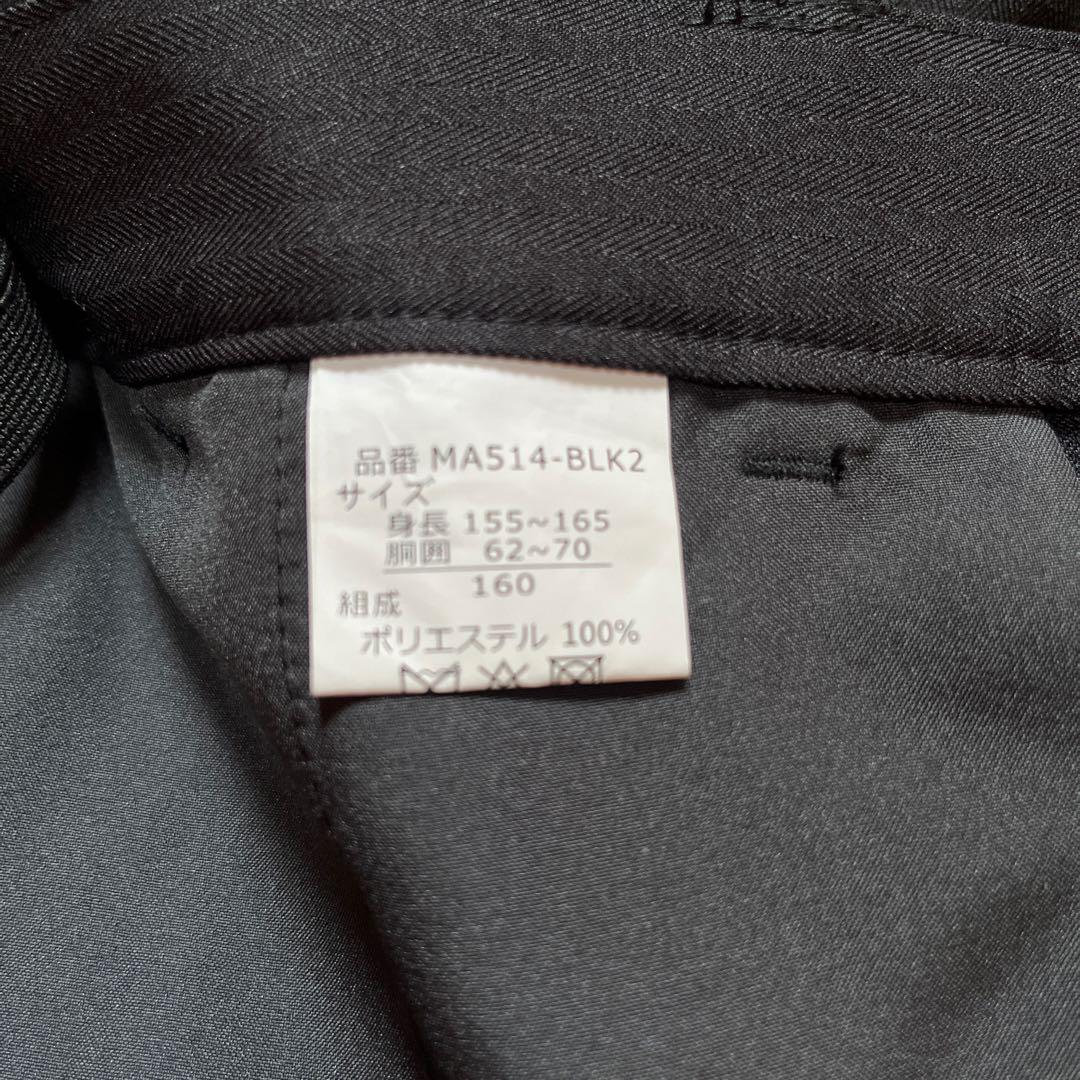 品番 MA514-BLK2
サイズ
身長 155~165
胴囲 62~70
160
組成
ポリエステル 100%